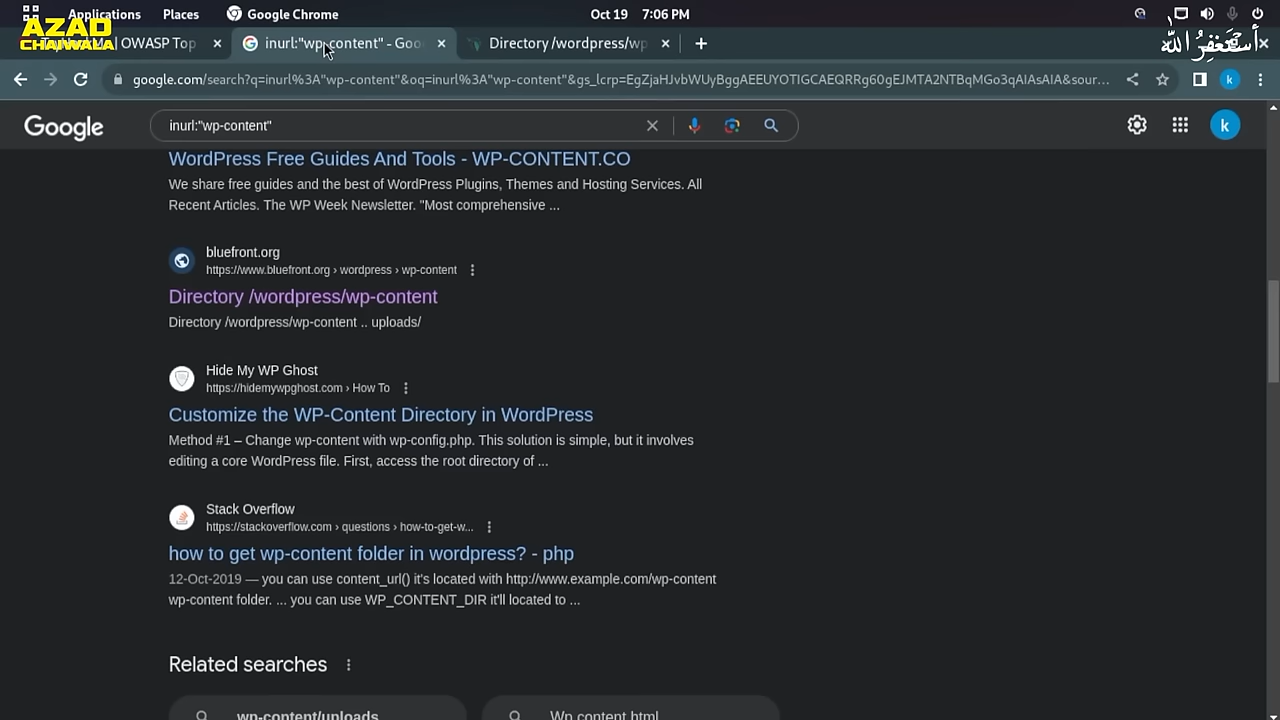 Applications Places Google Chrome Oct 19 7:06 PM
AZAD
CHAIWALA
OWASP Top
inurl:"wp-content" - Goo
Directory /wordpress/wp
أستغفر الله
google.com/search?q=inurl%3A"wp-content"&oq=inurl%3A"wp-content"&gs_lcrp=EgZjaHJvbWUyBggAEEUYOTIGCAEQRRg60gEJMTA2NTBqMGo3qAIAsAIA&sour...
k
Google
inurl:"wp-content"
k
WordPress Free Guides And Tools - WP-CONTENT.CO
We share free guides and the best of WordPress Plugins, Themes and Hosting Services. All
Recent Articles. The WP Week Newsletter. "Most comprehensive ...
bluefront.org
https://www.bluefront.org › wordpress › wp-content
Directory /wordpress/wp-content
Directory /wordpress/wp-content .. uploads/
Hide My WP Ghost
https://hidemywpghost.com › How To
Customize the WP-Content Directory in WordPress
Method #1 – Change wp-content with wp-config.php. This solution is simple, but it involves
editing a core WordPress file. First, access the root directory of ...
Stack Overflow
https://stackoverflow.com › questions › how-to-get-w...
how to get wp-content folder in wordpress? - php
12-Oct-2019 — you can use content_url() it's located with http://www.example.com/wp-content
wp-content folder. ... you can use WP_CONTENT_DIR it'll located to ...
Related searches
wp-content/uploads
Wp content html